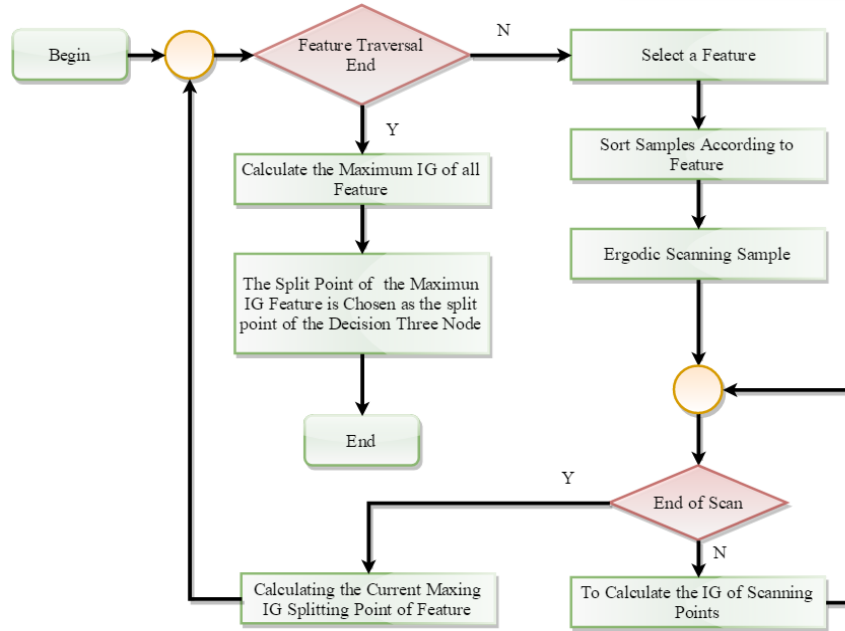 Begin
Feature Traversal
End
N
Select a Feature
Y
Sort Samples According to
Feature
Calculate the Maximum IG of all
Feature
Ergodic Scanning Sample
The Split Point of the Maximun
IG Feature is Chosen as the split
point of the Decision Three Node
End
Y
End of Scan
N
Calculating the Current Maxing
IG Splitting Point of Feature
To Calculate the IG of Scanning
Points